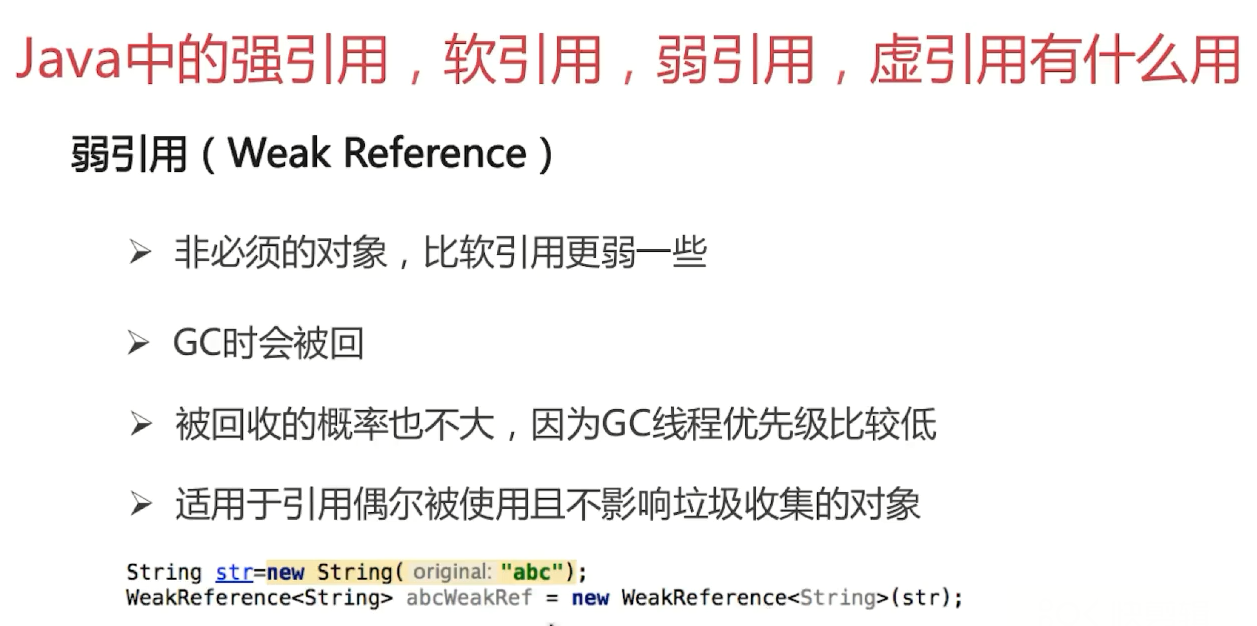 Java中的强引用，软引用，弱引用，虚引用有什么用
弱引用（Weak Reference）
➢ 非必须的对象，比软引用更弱一些
➢ GC时会被回
➢ 被回收的概率也不大，因为GC线程优先级比较低
➢ 适用于引用偶尔被使用且不影响垃圾收集的对象
String str=new String( original: "abc");
WeakReference<String> abcWeakRef = new WeakReference<String>(str);